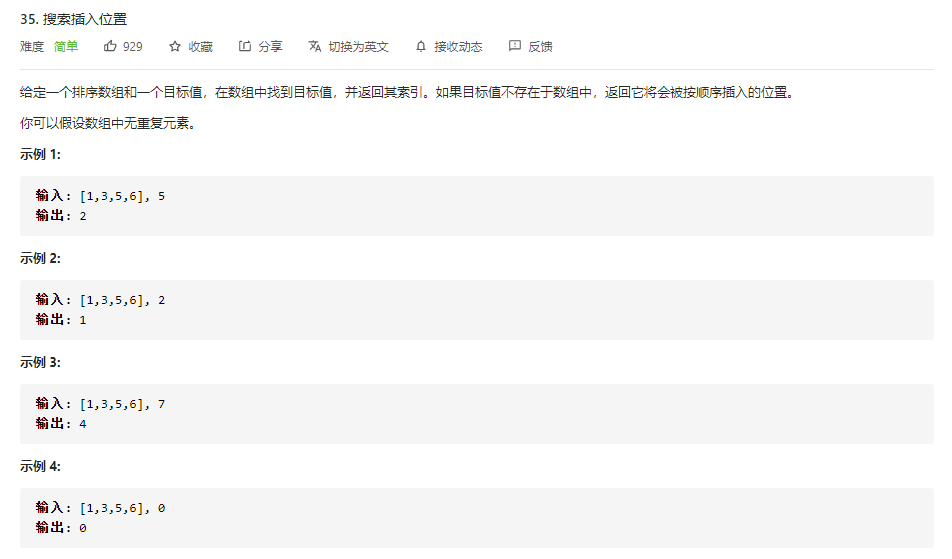 35. 搜索插入位置
难度 简单 929 收藏 分享 切换为英文 接收动态 反馈
给定一个排序数组和一个目标值，在数组中找到目标值，并返回其索引。如果目标值不存在于数组中，返回它将会被按顺序插入的位置。
你可以假设数组中无重复元素。
示例 1:
输入: [1,3,5,6], 5
输出: 2
示例 2:
输入: [1,3,5,6], 2
输出: 1
示例 3:
输入: [1,3,5,6], 7
输出: 4
示例 4:
输入: [1,3,5,6], 0
输出: 0